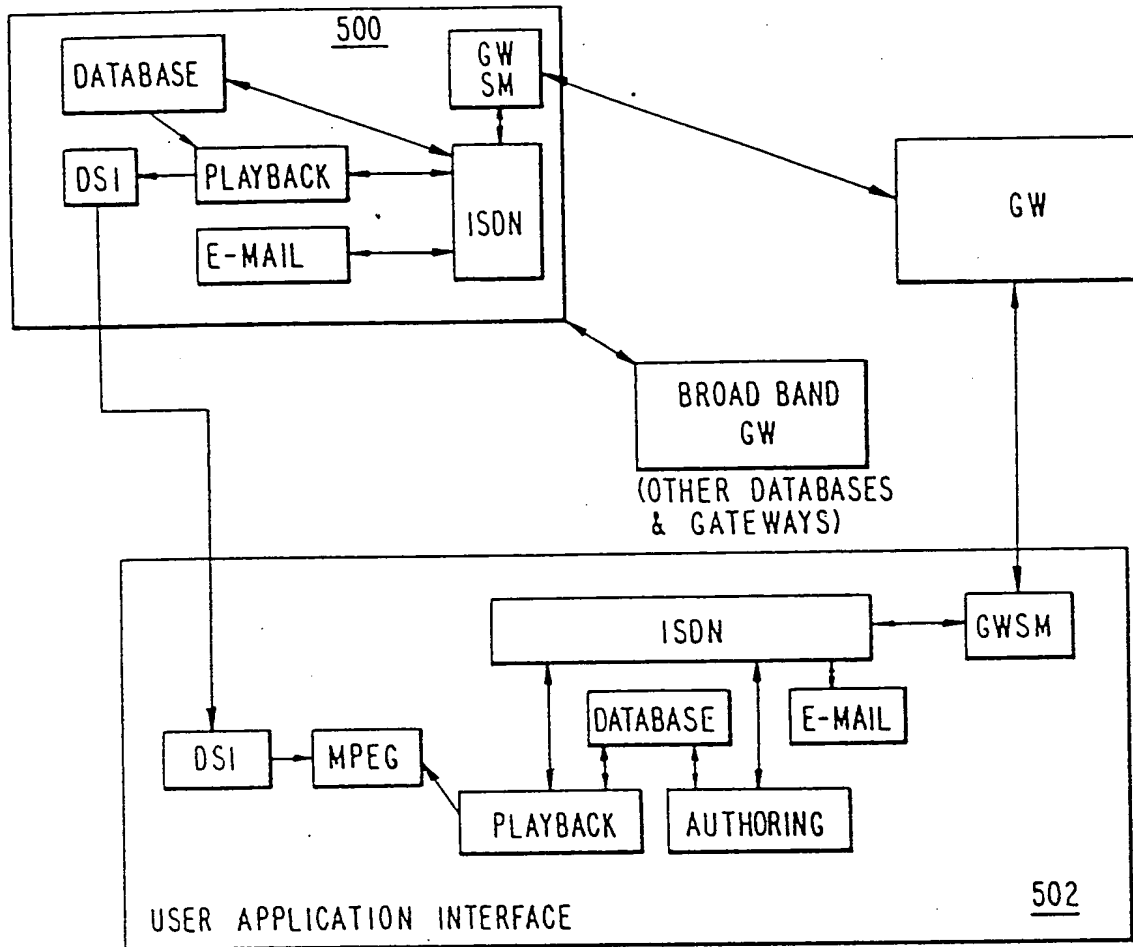 500
DATABASE
GW
SM
DSI
PLAYBACK
ISDN
E-MAIL
GW
BROAD BAND
GW
(OTHER DATABASES
& GATEWAYS)
ISDN
GWSM
DATABASE
E-MAIL
DSI
MPEG
PLAYBACK
AUTHORING
USER APPLICATION INTERFACE
502